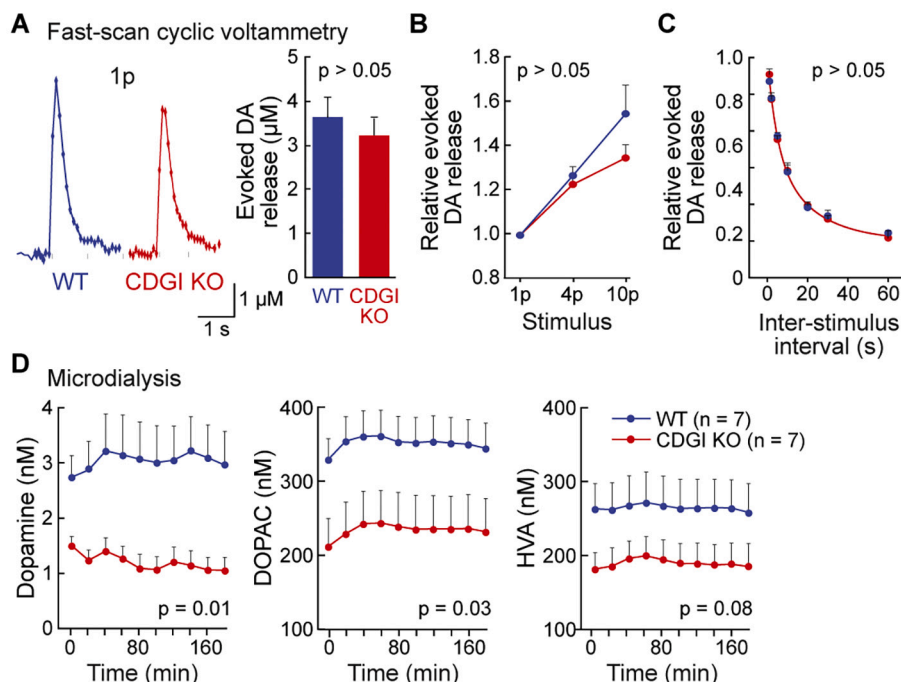 A Fast-scan cyclic voltammetry
1p
WT
CDGI KO
1 µM
1 s
Evoked DA
release (µM)
p > 0.05
5
4
3
2
1
0
WT
CDGI
KO
B
Relative evoked
DA release
p > 0.05
1.8
1.6
1.4
1.2
1.0
0.8
1p 4p 10p
Stimulus
C
Relative evoked
DA release
p > 0.05
1.0
0.8
0.6
0.4
0.2
0
0 20 40 60
Inter-stimulus
interval (s)
D Microdialysis
Dopamine (nM)
4
3
2
1
0
p = 0.01
0 80 160
Time (min)
DOPAC (nM)
400
300
200
100
p = 0.03
0 80 160
Time (min)
HVA (nM)
400
300
200
100
WT (n = 7)
CDGI KO (n = 7)
p = 0.08
0 80 160
Time (min)